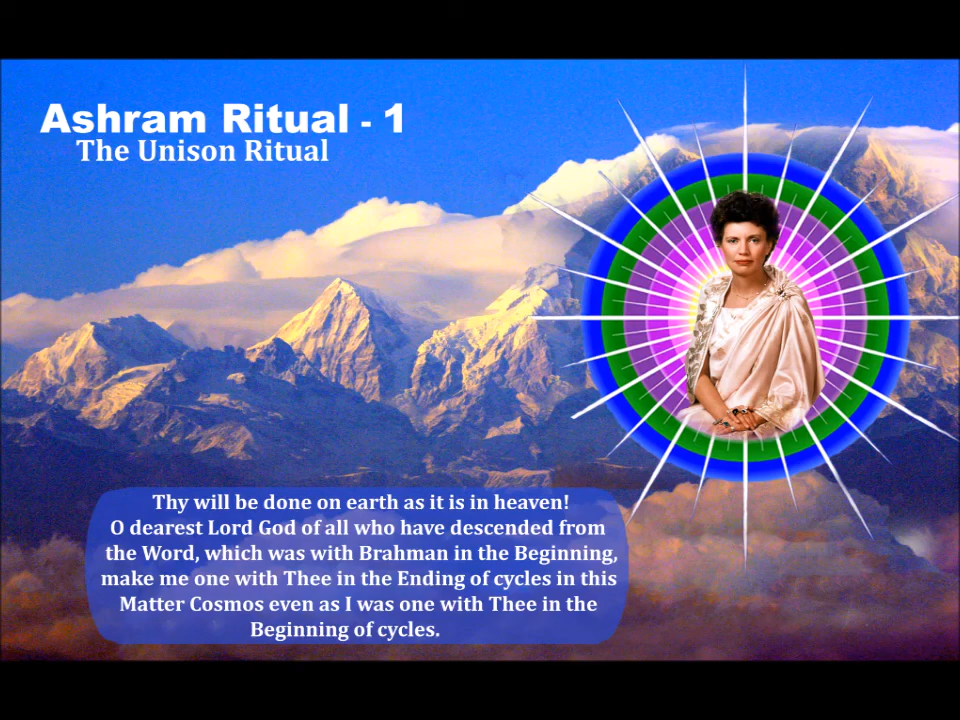 Ashram Ritual - 1
The Unison Ritual
Thy will be done on earth as it is in heaven!
O dearest Lord God of all who have descended from
the Word, which was with Brahman in the Beginning,
make me one with Thee in the Ending of cycles in this
Matter Cosmos even as I was one with Thee in the
Beginning of cycles.